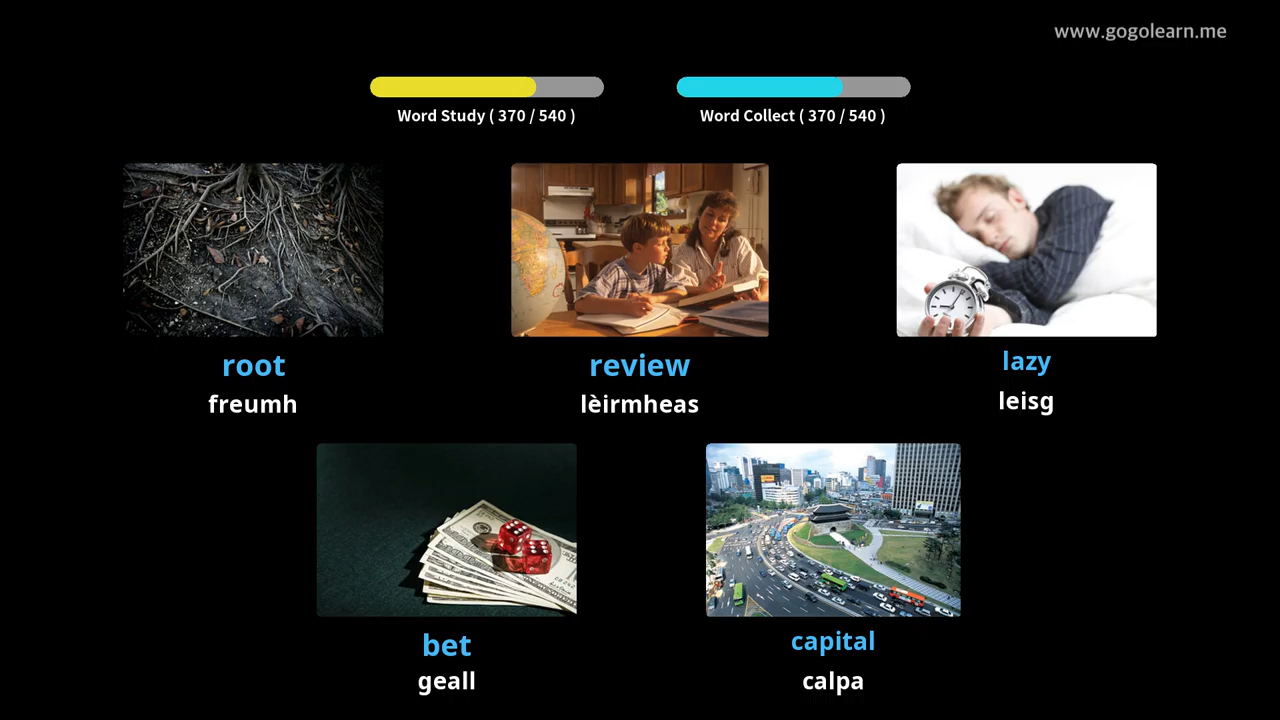 www.gogolearn.me
Word Study ( 370 / 540 )
Word Collect ( 370 / 540 )
root
freumh
review
lèirmheas
lazy
leisg
bet
geall
capital
calpa